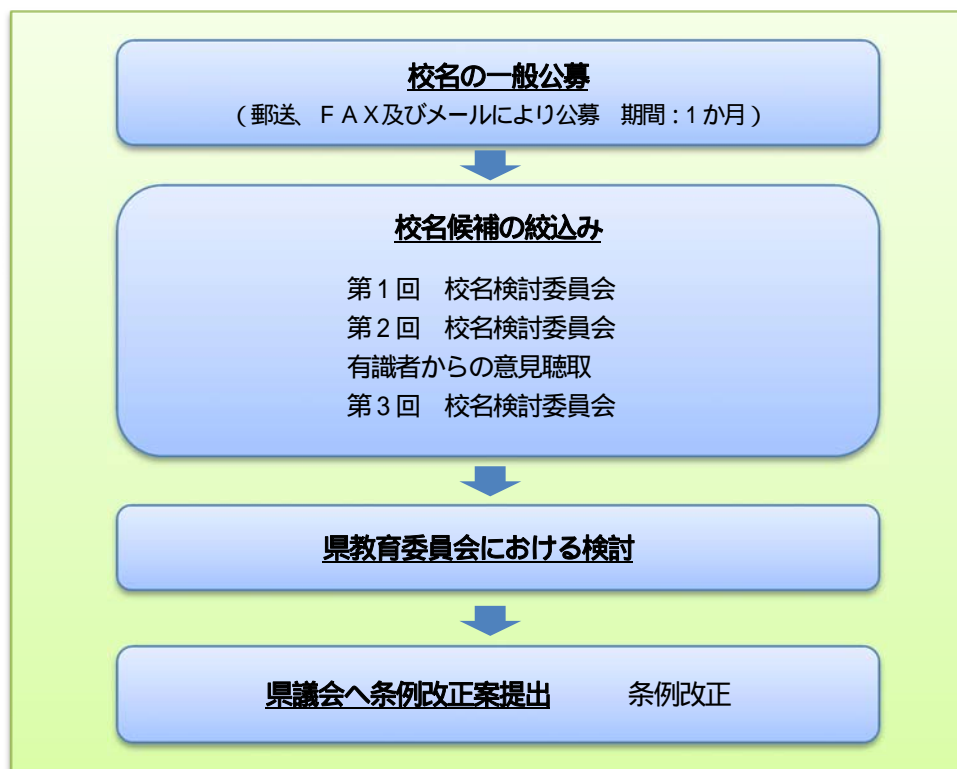 校名の一般公募
（郵送、ＦＡＸ及びメールにより公募　期間：1か月）
校名候補の絞込み
第１回　校名検討委員会
第２回　校名検討委員会
有識者からの意見聴取
第３回　校名検討委員会
県教育委員会における検討
県議会へ条例改正案提出　　　条例改正